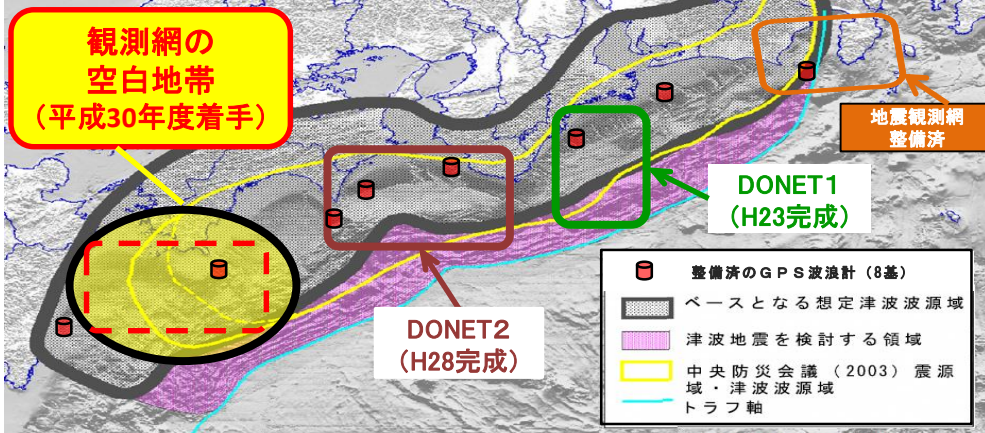 観測網の
空白地帯
（平成30年度着手）
地震観測網
整備済
DONET1
（H23完成）
DONET2
（H28完成）
整備済のＧＰＳ波浪計（8基）
ベースとなる想定津波波源域
津波地震を検討する領域
中央防災会議（2003）震源
域・津波波源域
トラフ軸